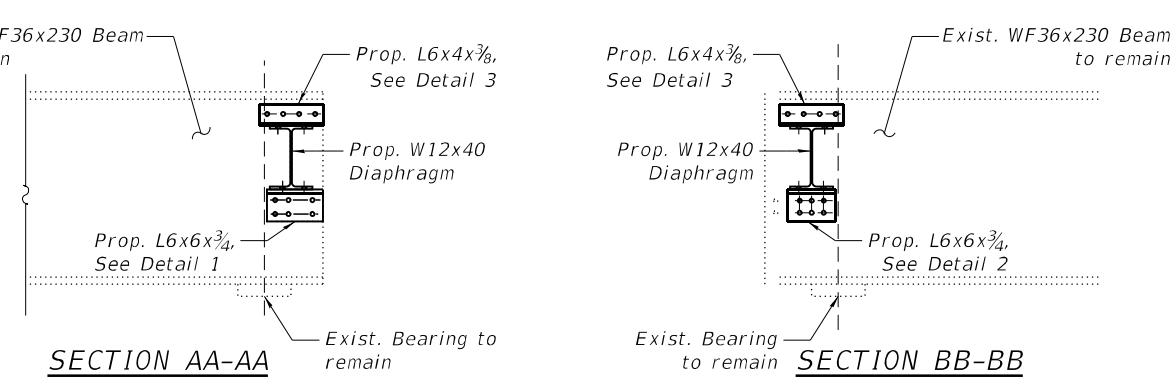 F36x230 Beam
n
Prop. L6x4x⅜,
See Detail 3
Prop. W12x40
Diaphragm
Prop. L6x6x¾,
See Detail 1
Exist. Bearing to
remain
SECTION AA-AA
Prop. L6x4x⅜,
See Detail 3
Exist. WF36x230 Beam
to remain
Prop. W12x40
Diaphragm
Prop. L6x6x¾,
See Detail 2
Exist. Bearing
to remain
SECTION BB-BB